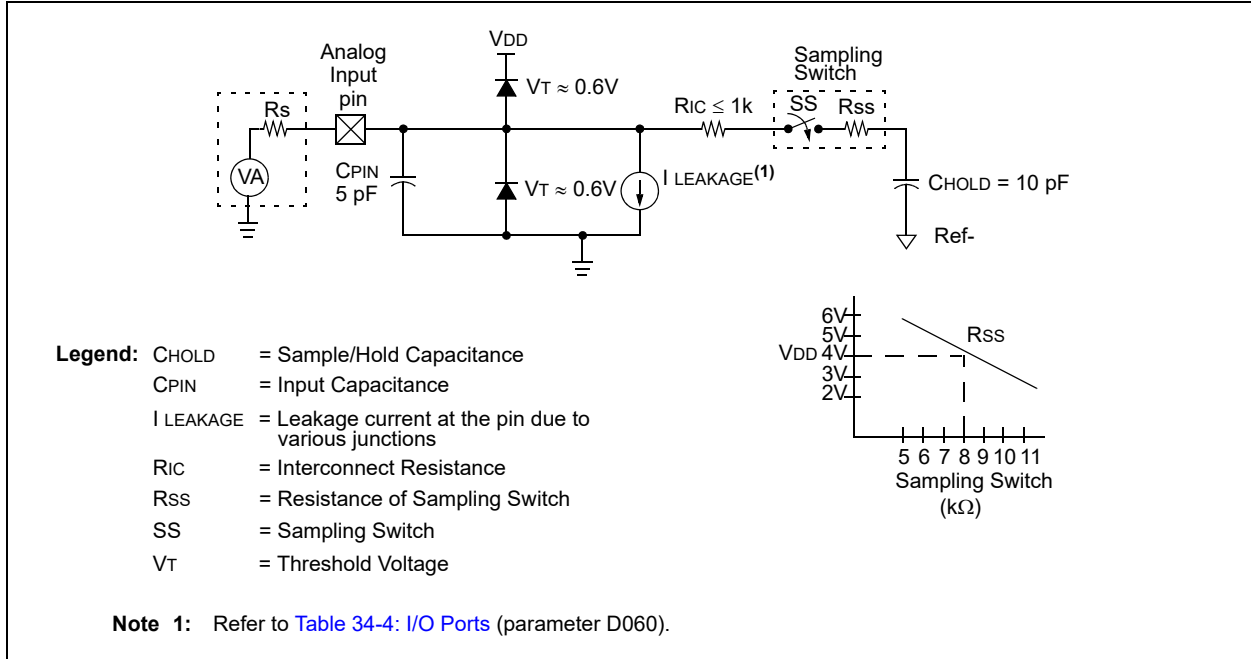 VDD
Analog
Input
pin
VT ≈ 0.6V
Sampling
Switch
RIC ≤ 1k
SS
Rss
Rs
VA
CPIN
5 pF
VT ≈ 0.6V
I LEAKAGE(1)
CHOLD = 10 pF
Ref-
6V
5V
VDD 4V
3V
2V
RSS
5 6 7 8 9 10 11
Sampling Switch
(kΩ)
Legend: CHOLD = Sample/Hold Capacitance
CPIN = Input Capacitance
I LEAKAGE = Leakage current at the pin due to
various junctions
RIC = Interconnect Resistance
RSS = Resistance of Sampling Switch
SS = Sampling Switch
VT = Threshold Voltage
Note 1: Refer to Table 34-4: I/O Ports (parameter D060).